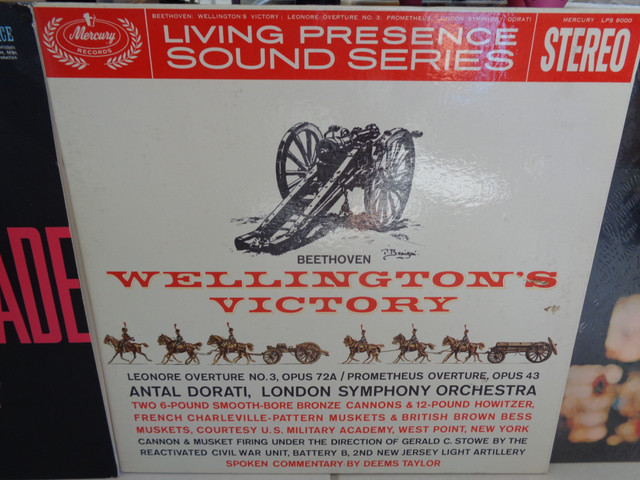 BEETHOVEN: WELLINGTON'S VICTORY; LEONORE OVERTURE NO. 3, PROMETHEUS, LONDON SYMPHONY, DORATI
MERCURY LPS 9000
Mercury
RECORDS
LIVING PRESENCE
SOUND SERIES
STEREO
BEETHOVEN
WELLINGTON'S
VICTORY
LEONORE OVERTURE NO. 3, OPUS 72A / PROMETHEUS OVERTURE, OPUS 43
ANTAL DORATI, LONDON SYMPHONY ORCHESTRA
TWO 6-POUND SMOOTH-BORE BRONZE CANNONS & 12-POUND HOWITZER,
FRENCH CHARLEVILLE-PATTERN MUSKETS & BRITISH BROWN BESS
MUSKETS, COURTESY U.S. MILITARY ACADEMY, WEST POINT, NEW YORK
CANNON & MUSKET FIRING UNDER THE DIRECTION OF GERALD C. STOWE BY THE
REACTIVATED CIVIL WAR UNIT, BATTERY B, 2ND NEW JERSEY LIGHT ARTILLERY
SPOKEN COMMENTARY BY DEEMS TAYLOR
ADE